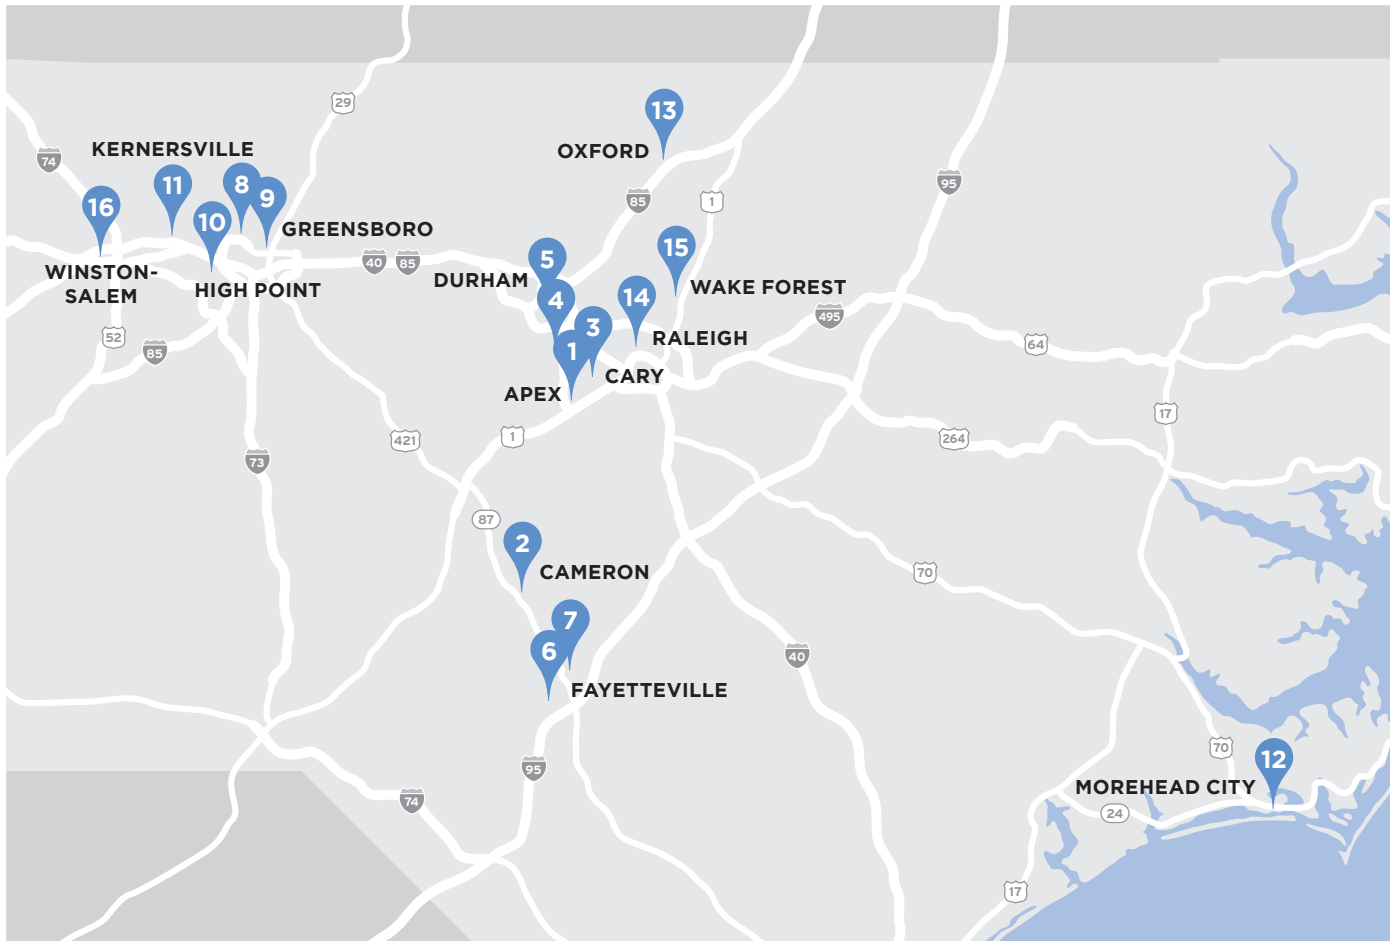 29
13
KERNERSVILLE
OXFORD
74
11
8
9
95
16
10
85
1
GREENSBORO
15
5
40
85
WINSTON-
SALEM
DURHAM
HIGH POINT
WAKE FOREST
4
14
3
495
52
RALEIGH
64
85
1
CARY
APEX
17
421
1
264
73
87
2
CAMERON
70
7
6
40
FAYETTEVILLE
70
12
95
MOREHEAD CITY
74
24
17